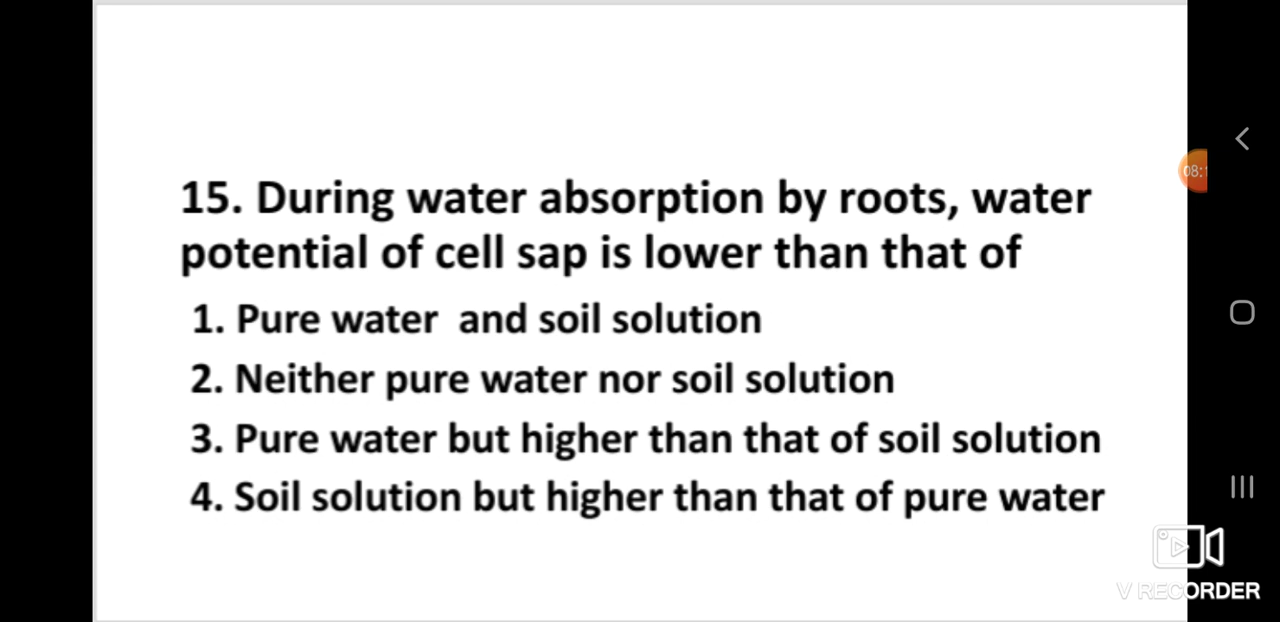 15. During water absorption by roots, water
potential of cell sap is lower than that of
1. Pure water and soil solution
2. Neither pure water nor soil solution
3. Pure water but higher than that of soil solution
4. Soil solution but higher than that of pure water
V RECORDER